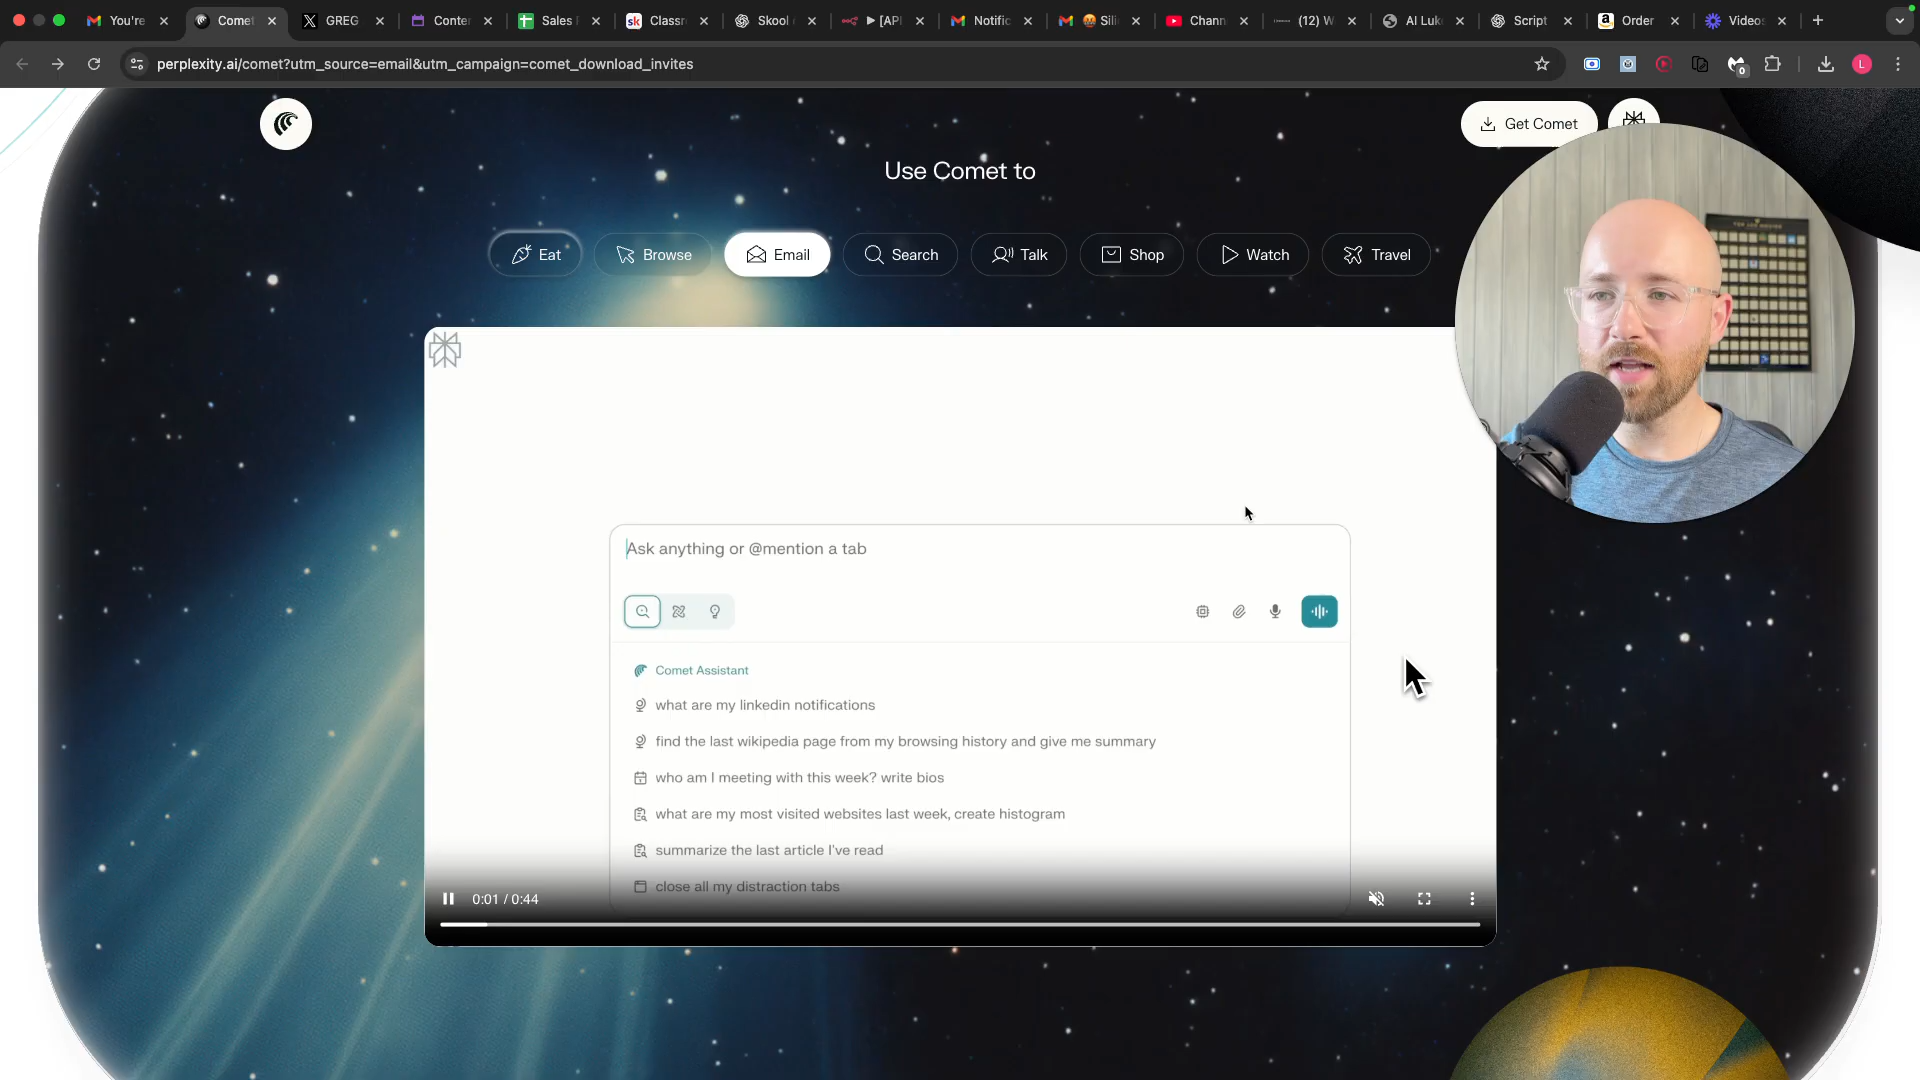 You're
Comet
GREG
Conter
Sales
Classr
Skool
[API
Notific
Sili
Chann
(12) W
AI Luk
Script
Order
Videos
perplexity.ai/comet?utm_source=email&utm_campaign=comet_download_invites
0
L
Get Comet
Use Comet to
Eat
Browse
Email
Search
Talk
Shop
Watch
Travel
Ask anything or @mention a tab
Comet Assistant
what are my linkedin notifications
find the last wikipedia page from my browsing history and give me summary
who am I meeting with this week? write bios
what are my most visited websites last week, create histogram
summarize the last article I've read
close all my distraction tabs
0:01 / 0:44